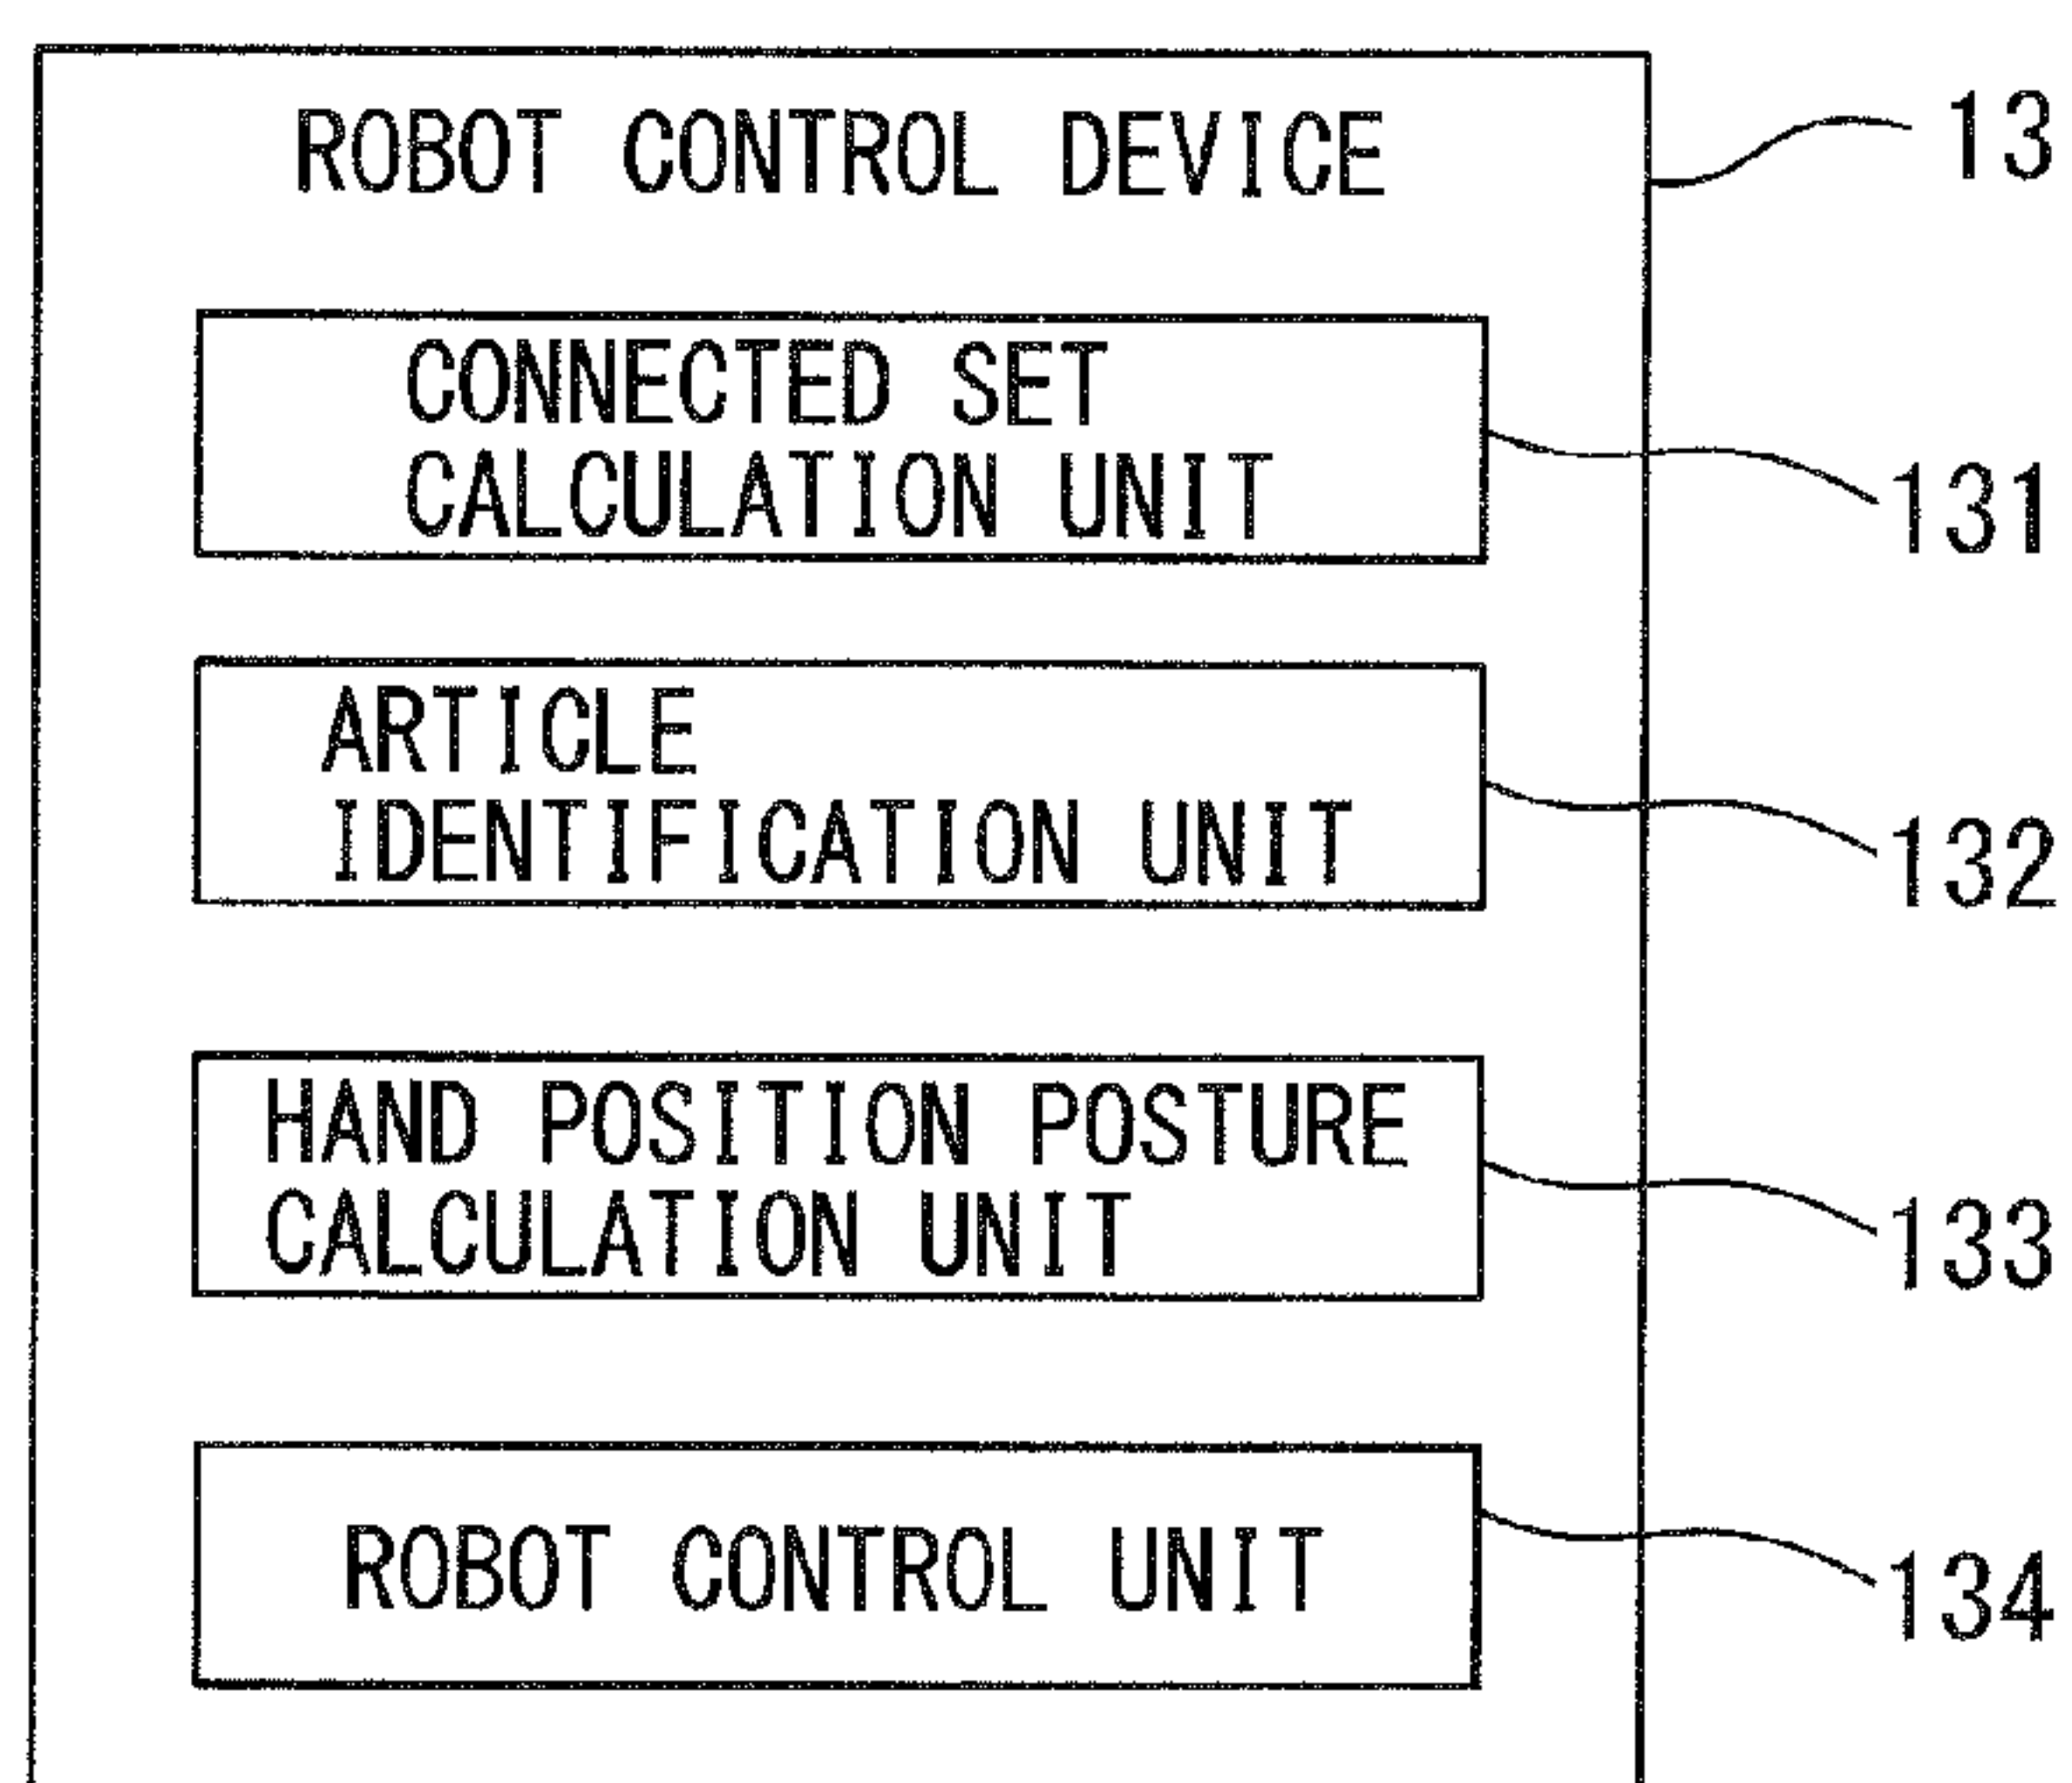 ROBOT CONTROL DEVICE
13
CONNECTED SET
CALCULATION UNIT
131
ARTICLE
IDENTIFICATION UNIT
132
HAND POSITION POSTURE
CALCULATION UNIT
133
ROBOT CONTROL UNIT
134